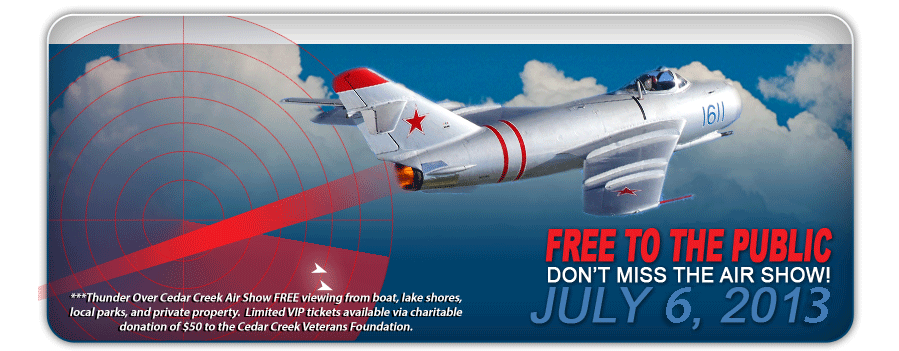 1611
FREE TO THE PUBLIC
DON'T MISS THE AIR SHOW!
JULY 6, 2013
***Thunder Over Cedar Creek Air Show FREE viewing from boat, lake shores,
local parks, and private property.  Limited VIP tickets available via charitable
donation of $50 to the Cedar Creek Veterans Foundation.